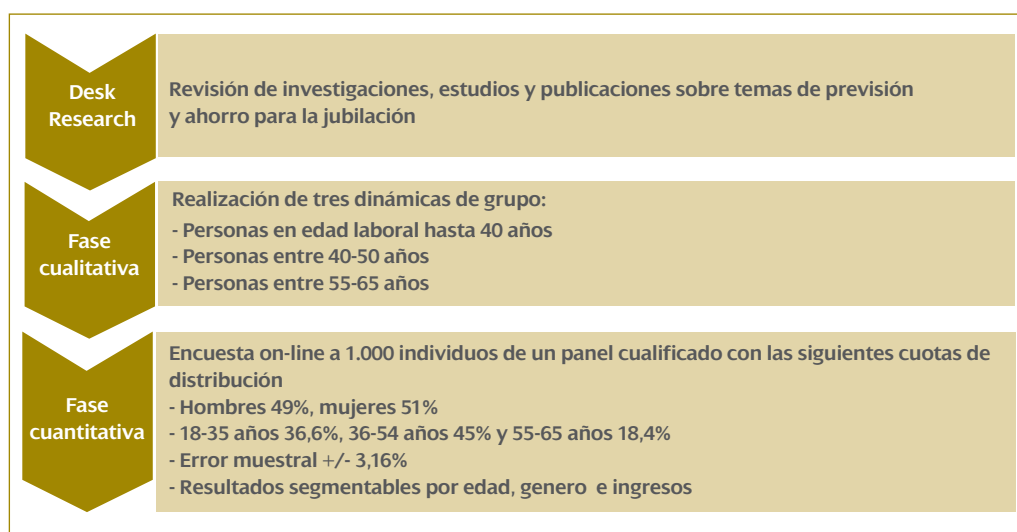 Desk
Research
Revisión de investigaciones, estudios y publicaciones sobre temas de previsión
y ahorro para la jubilación
Fase
cualitativa
Realización de tres dinámicas de grupo:
- Personas en edad laboral hasta 40 años
- Personas entre 40-50 años
- Personas entre 55-65 años
Fase
cuantitativa
Encuesta on-line a 1.000 individuos de un panel cualificado con las siguientes cuotas de
distribución
- Hombres 49%, mujeres 51%
- 18-35 años 36,6%, 36-54 años 45% y 55-65 años 18,4%
- Error muestral +/- 3,16%
- Resultados segmentables por edad, genero e ingresos